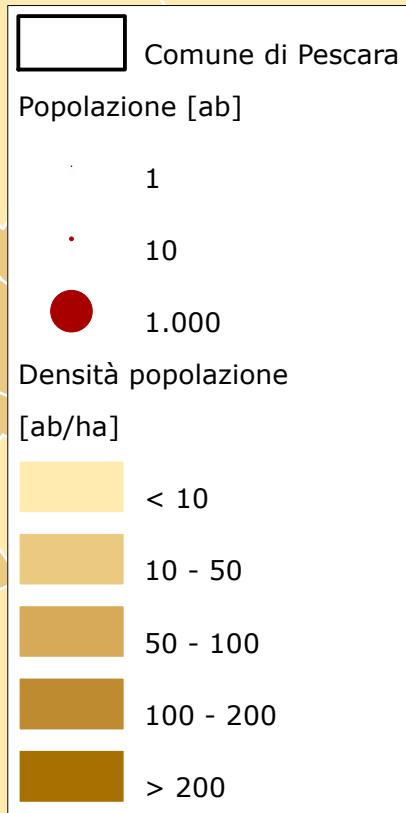 Comune di Pescara
Popolazione [ab]
1
10
1.000
Densità popolazione
[ab/ha]
< 10
10 - 50
50 - 100
100 - 200
> 200